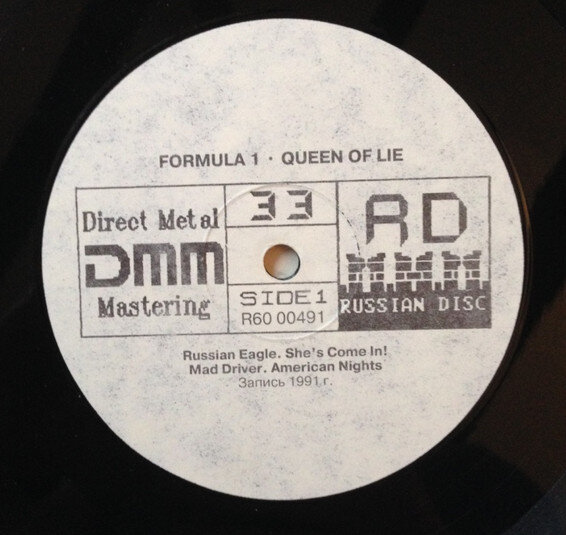 FORMULA 1 · QUEEN OF LIE
Direct Metal
DMM
Mastering
33
SIDE 1
R60 00491
RD
RUSSIAN DISC
Russian Eagle. She's Come In!
Mad Driver. American Nights
Запись 1991 г.